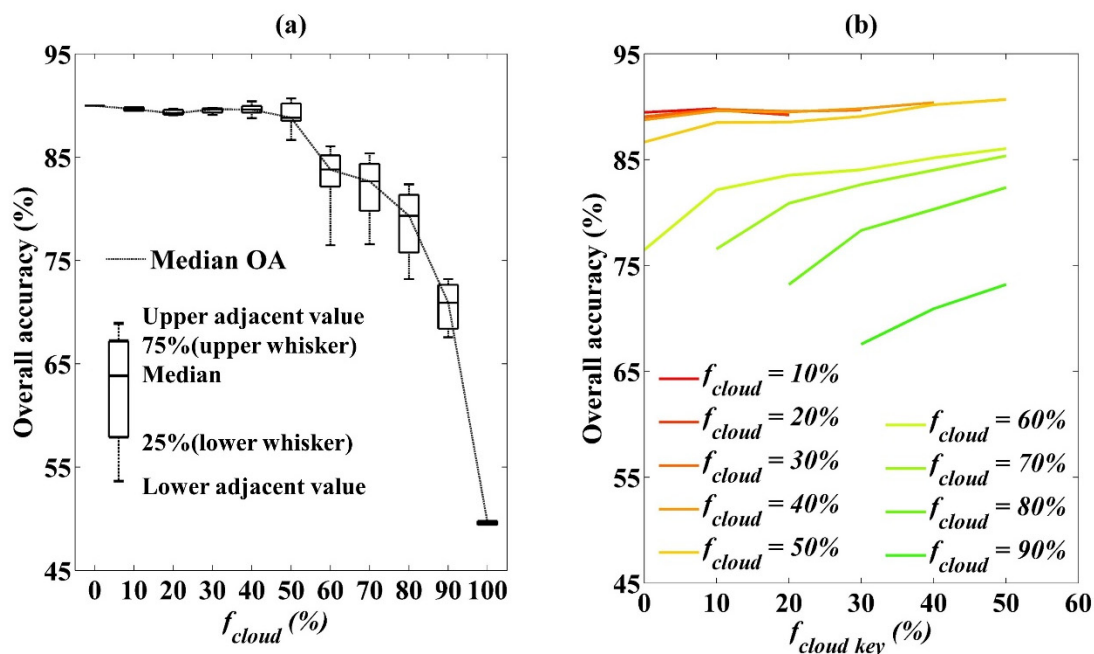 (a)
95
85
75
65
55
45
Overall accuracy (%)
Median OA
Upper adjacent value
75%(upper whisker)
Median
25%(lower whisker)
Lower adjacent value
0 10 20 30 40 50 60 70 80 90 100
f_cloud (%)
(b)
95
85
75
65
55
45
Overall accuracy (%)
f_cloud = 10%
f_cloud = 20%
f_cloud = 30%
f_cloud = 40%
f_cloud = 50%
f_cloud = 60%
f_cloud = 70%
f_cloud = 80%
f_cloud = 90%
0 10 20 30 40 50 60
f_cloud key (%)